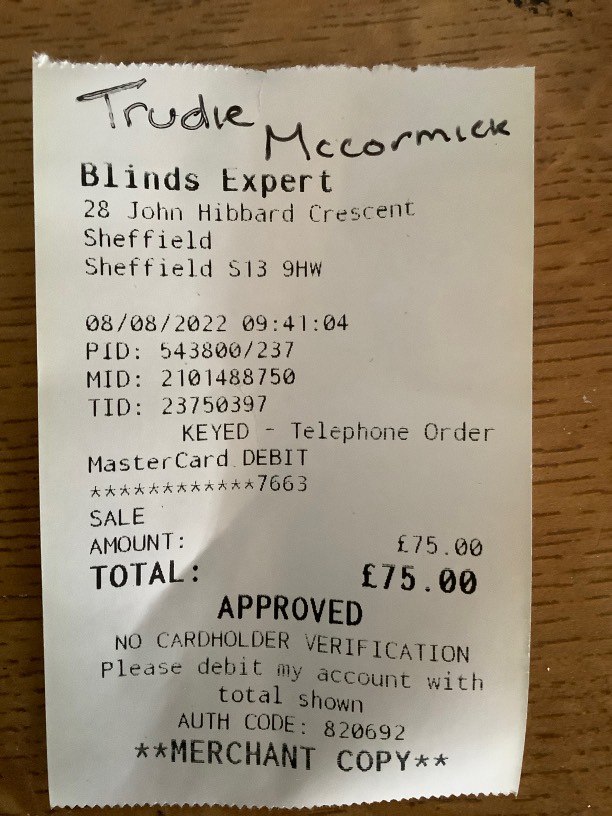 Trudie Mccormick
Blinds Expert
28 John Hibbard Crescent
Sheffield
Sheffield S13 9HW
08/08/2022 09:41:04
PID: 543800/237
MID: 2101488750
TID: 23750397
KEYED - Telephone Order
MasterCard DEBIT
************7663
SALE
AMOUNT: £75.00
TOTAL: £75.00
APPROVED
NO CARDHOLDER VERIFICATION
Please debit my account with
total shown
AUTH CODE: 820692
**MERCHANT COPY**